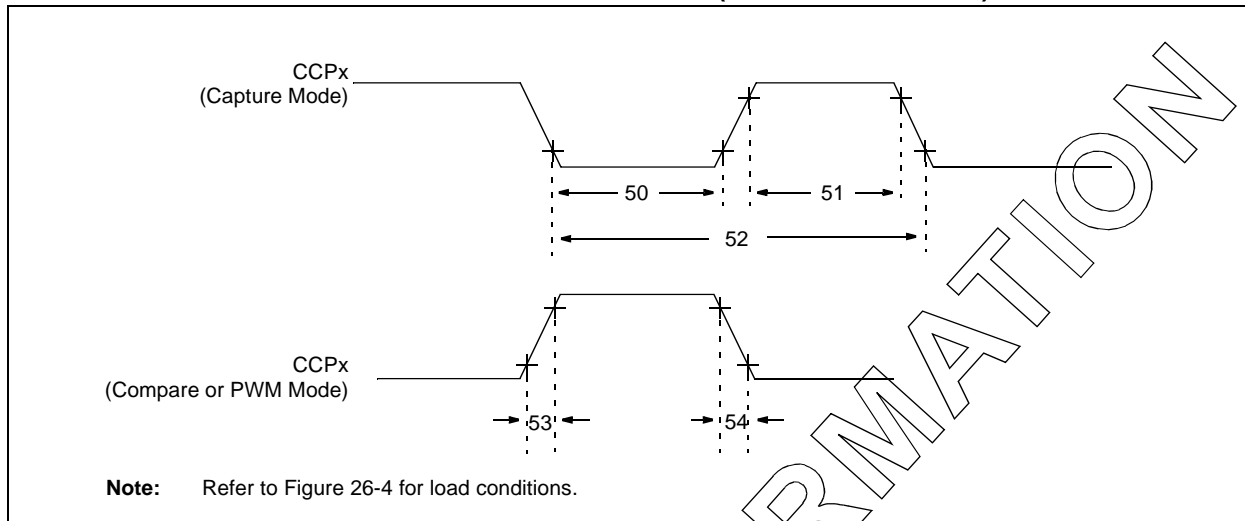 CCPx
(Capture Mode)
50
51
52
CCPx
(Compare or PWM Mode)
53
54
Note: Refer to Figure 26-4 for load conditions.
RMATION